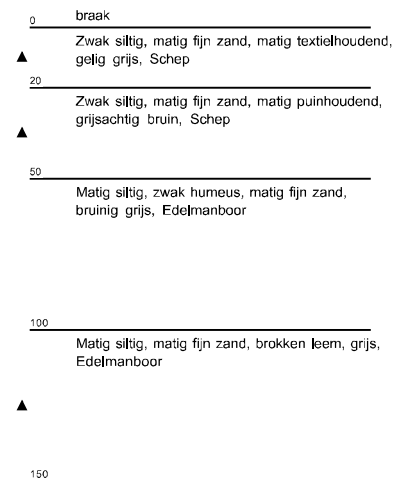 0 braak
Zwak siltig, matig fijn zand, matig textielhoudend,
gelig grijs, Schep
20
Zwak siltig, matig fijn zand, matig puinhoudend,
grijsachtig bruin, Schep
50
Matig siltig, zwak humeus, matig fijn zand,
bruinig grijs, Edelmanboor
100
Matig siltig, matig fijn zand, brokken leem, grijs,
Edelmanboor
150